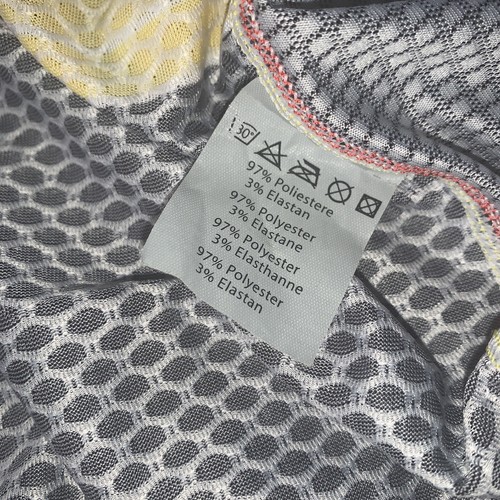 30°
97% Poliestere
3% Elastan
97% Polyester
3% Elastane
97% Polyester
3% Elasthanne
97% Polyester
3% Elastan